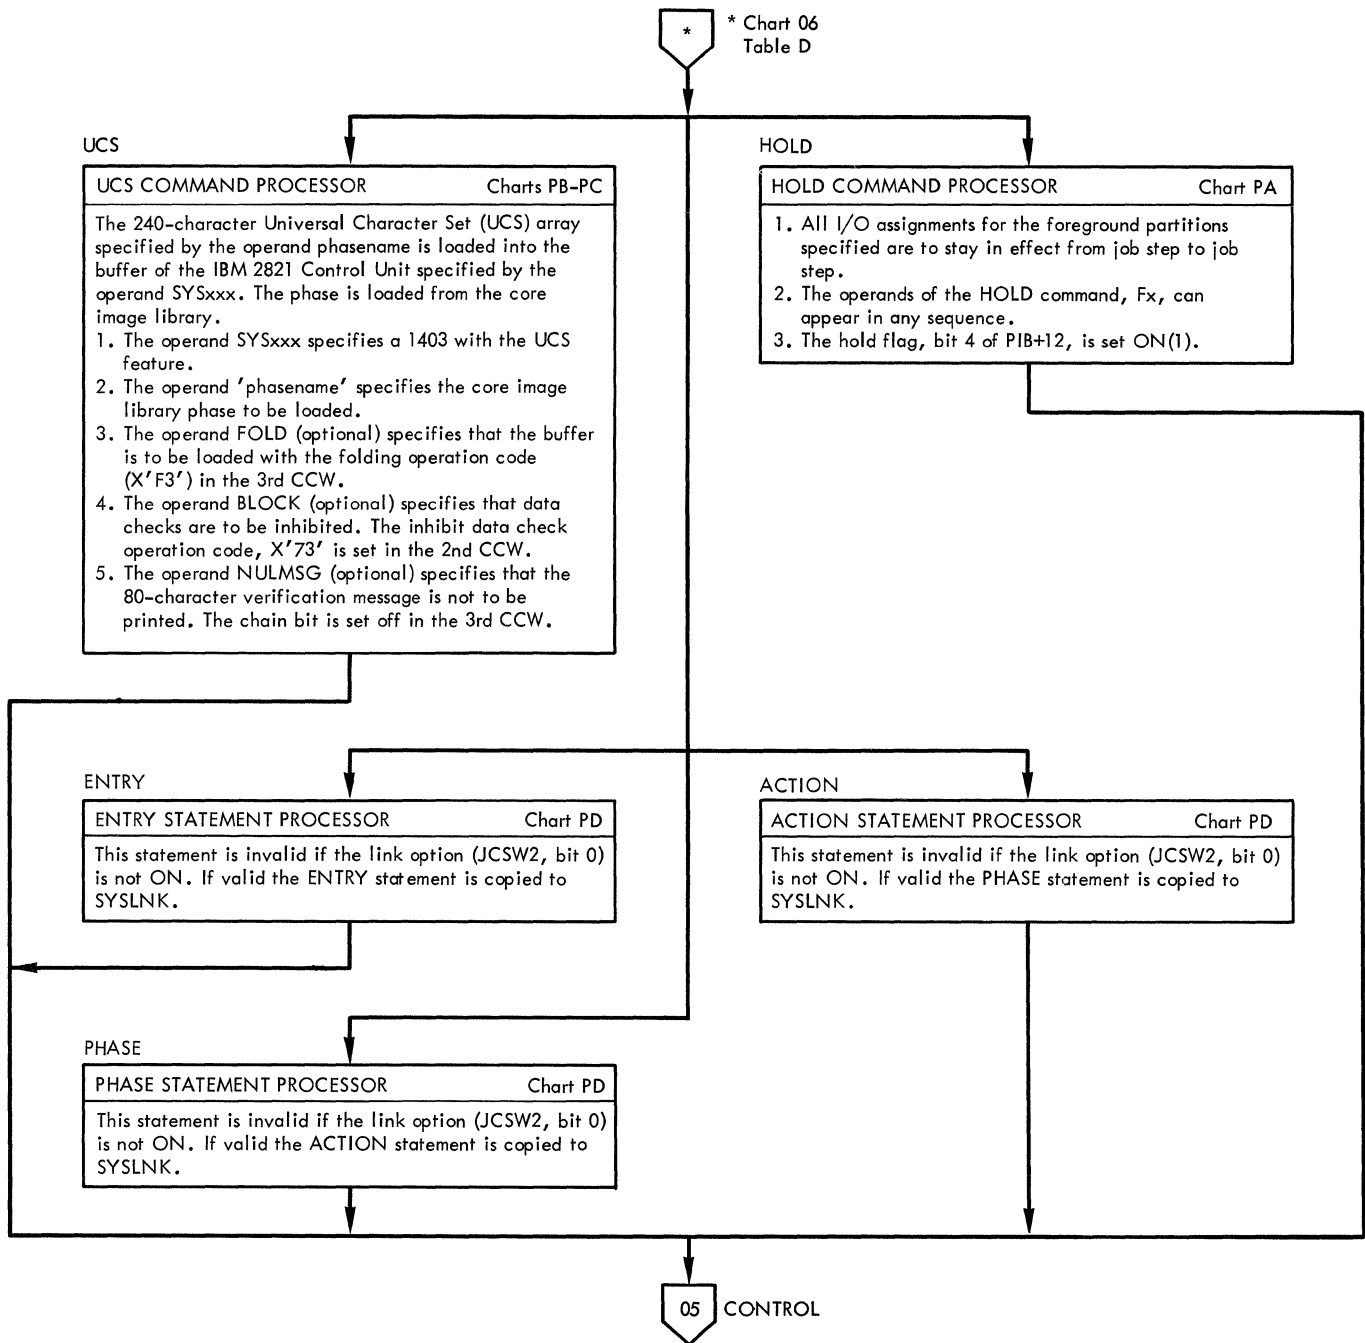 *
* Chart 06
Table D
UCS
UCS COMMAND PROCESSOR Charts PB-PC
The 240-character Universal Character Set (UCS) array
specified by the operand phasename is loaded into the
buffer of the IBM 2821 Control Unit specified by the
operand SYSxxx. The phase is loaded from the core
image library.
1. The operand SYSxxx specifies a 1403 with the UCS
feature.
2. The operand 'phasename' specifies the core image
library phase to be loaded.
3. The operand FOLD (optional) specifies that the buffer
is to be loaded with the folding operation code
(X'F3') in the 3rd CCW.
4. The operand BLOCK (optional) specifies that data
checks are to be inhibited. The inhibit data check
operation code, X'73' is set in the 2nd CCW.
5. The operand NULMSG (optional) specifies that the
80-character verification message is not to be
printed. The chain bit is set off in the 3rd CCW.
HOLD
HOLD COMMAND PROCESSOR Chart PA
1. All I/O assignments for the foreground partitions
specified are to stay in effect from job step to job
step.
2. The operands of the HOLD command, Fx, can
appear in any sequence.
3. The hold flag, bit 4 of PIB+12, is set ON(1).
ENTRY
ENTRY STATEMENT PROCESSOR Chart PD
This statement is invalid if the link option (JCSW2, bit 0)
is not ON. If valid the ENTRY statement is copied to
SYSLNK.
ACTION
ACTION STATEMENT PROCESSOR Chart PD
This statement is invalid if the link option (JCSW2, bit 0)
is not ON. If valid the PHASE statement is copied to
SYSLNK.
PHASE
PHASE STATEMENT PROCESSOR Chart PD
This statement is invalid if the link option (JCSW2, bit 0)
is not ON. If valid the ACTION statement is copied to
SYSLNK.
05 CONTROL